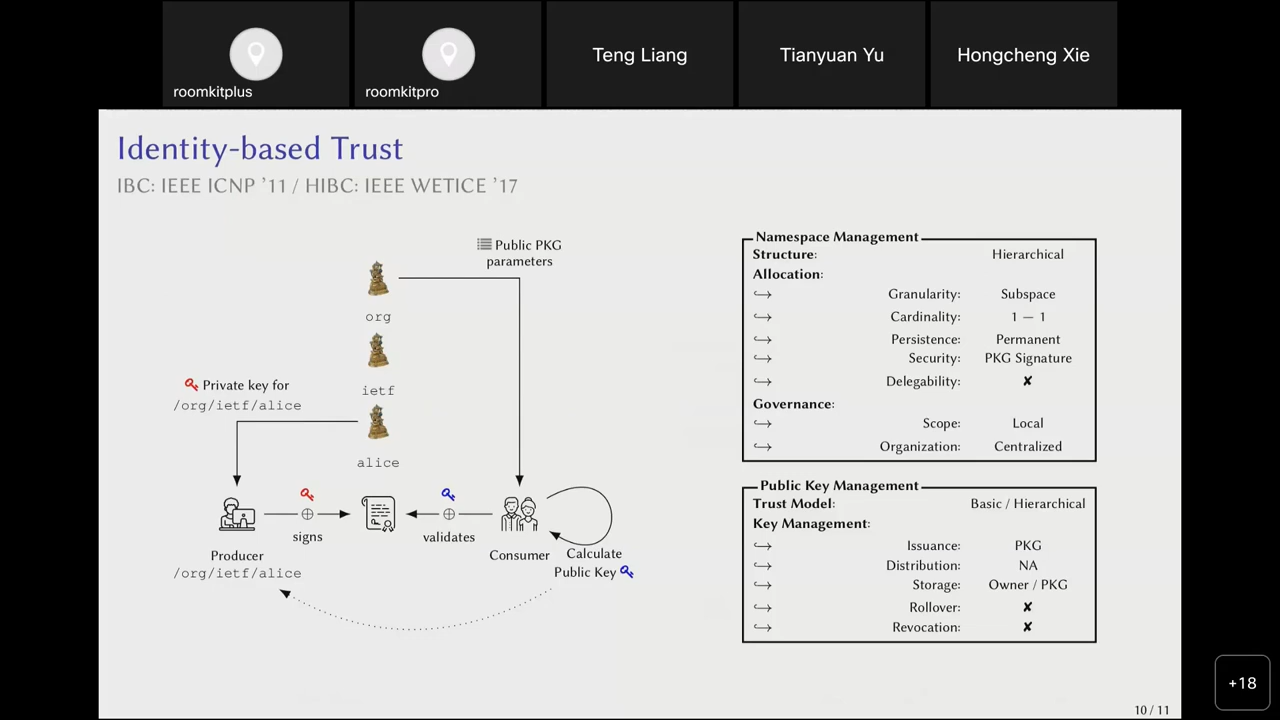 roomkitplus
roomkitpro
Teng Liang
Tianyuan Yu
Hongcheng Xie
Identity-based Trust
IBC: IEEE ICNP ’11 / HIBC: IEEE WETICE ’17
Public PKG
parameters
org
ietf
Private key for
/org/ietf/alice
alice
signs
validates
Producer
/org/ietf/alice
Consumer
Calculate
Public Key
Namespace Management
Structure: Hierarchical
Allocation:
↪ Granularity: Subspace
↪ Cardinality: 1 — 1
↪ Persistence: Permanent
↪ Security: PKG Signature
↪ Delegability: ✘
Governance:
↪ Scope: Local
↪ Organization: Centralized
Public Key Management
Trust Model: Basic / Hierarchical
Key Management:
↪ Issuance: PKG
↪ Distribution: NA
↪ Storage: Owner / PKG
↪ Rollover: ✘
↪ Revocation: ✘
+18
10 / 11